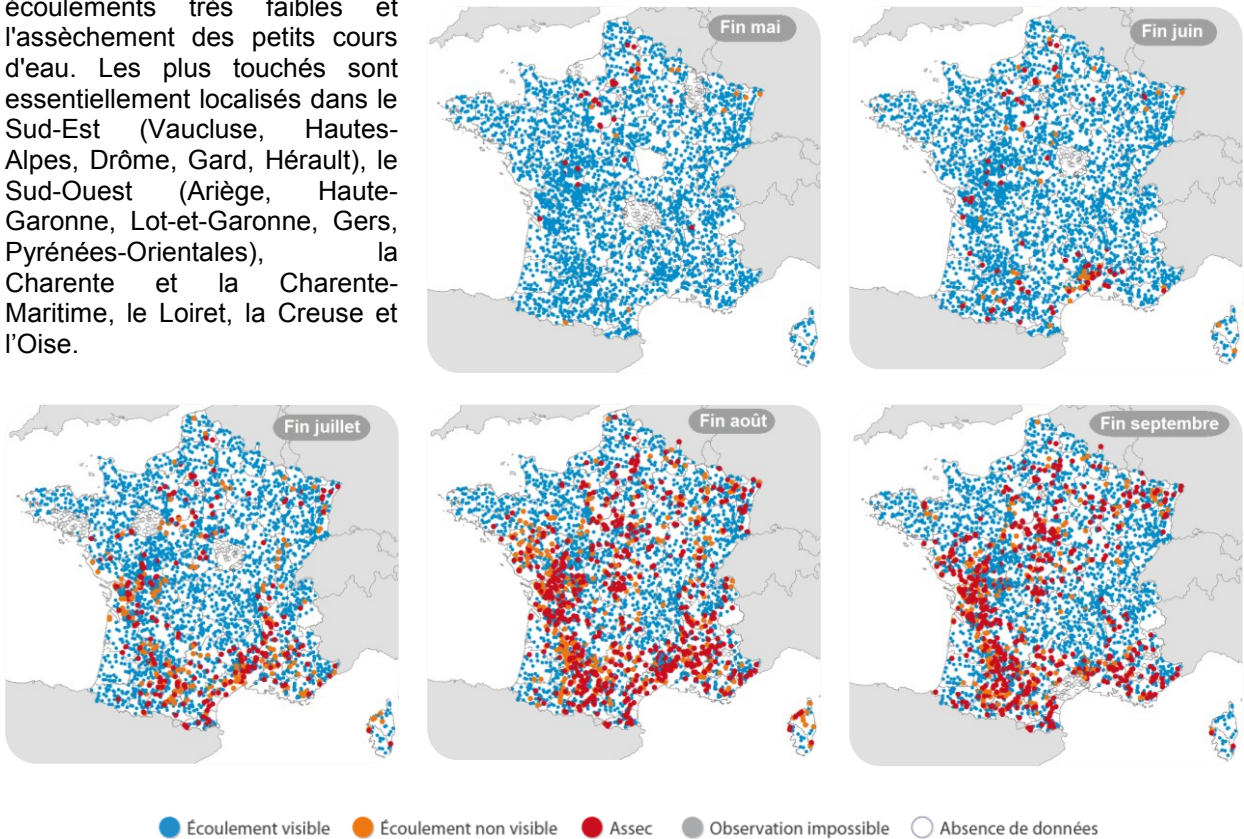 écoulements très faibles et
l'assèchement des petits cours
d'eau. Les plus touchés sont
essentiellement localisés dans le
Sud-Est (Vaucluse, Hautes-
Alpes, Drôme, Gard, Hérault), le
Sud-Ouest (Ariège, Haute-
Garonne, Lot-et-Garonne, Gers,
Pyrénées-Orientales), la
Charente et la Charente-
Maritime, le Loiret, la Creuse et
l’Oise.
Fin mai
Fin juin
Fin juillet
Fin août
Fin septembre
Écoulement visible
Écoulement non visible
Assec
Observation impossible
Absence de données